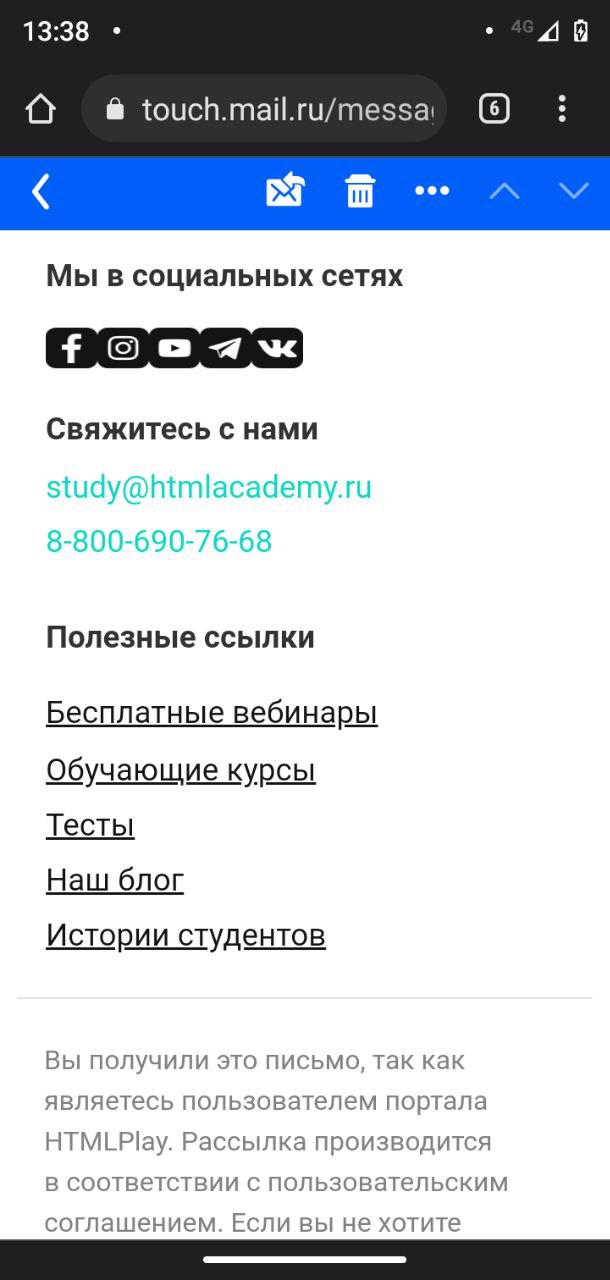 13:38
4G
touch.mail.ru/messa
6
Мы в социальных сетях
Свяжитесь с нами
study@htmlacademy.ru
8-800-690-76-68
Полезные ссылки
Бесплатные вебинары
Обучающие курсы
Тесты
Наш блог
Истории студентов
Вы получили это письмо, так как
являетесь пользователем портала
HTMLPlay. Рассылка производится
в соответствии с пользовательским
соглашением. Если вы не хотите